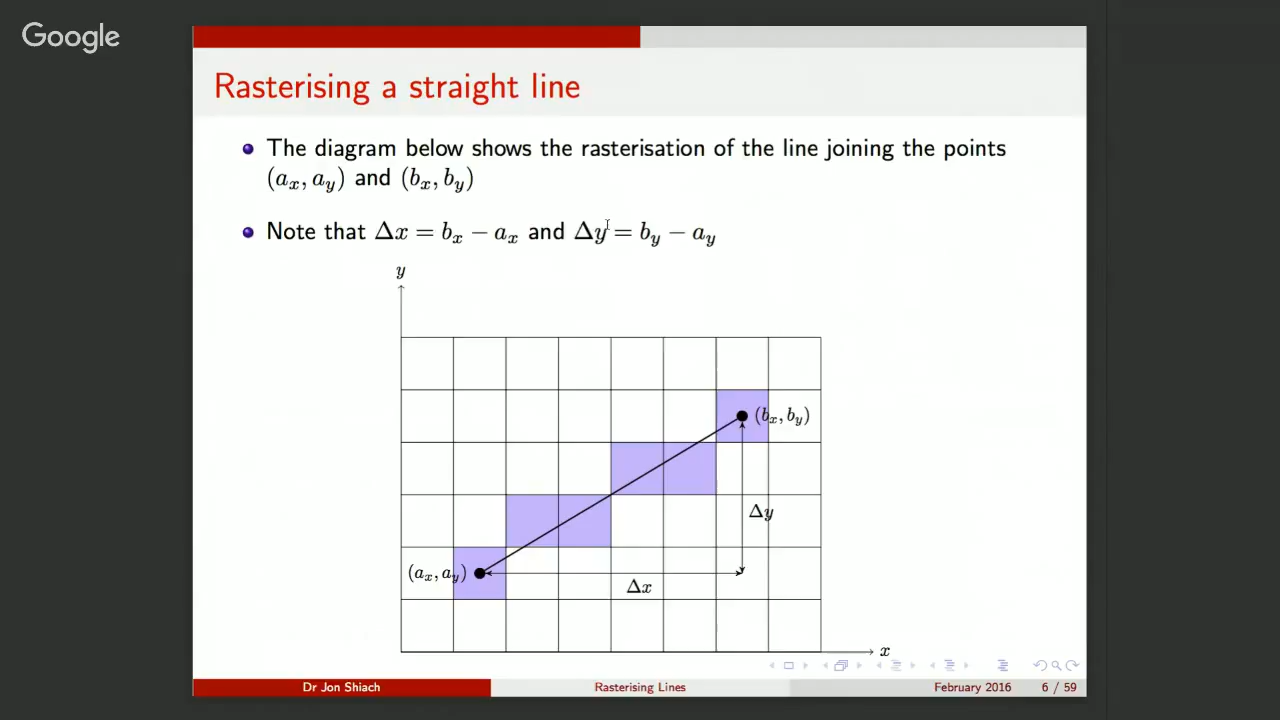 Google
Rasterising a straight line
The diagram below shows the rasterisation of the line joining the points
(aₓ, a_y) and (bₓ, b_y)
Note that Δx = bₓ − aₓ and Δy = b_y − a_y
y
(bₓ, b_y)
Δy
(aₓ, a_y)
Δx
x
Dr Jon Shiach Rasterising Lines February 2016 6 / 59